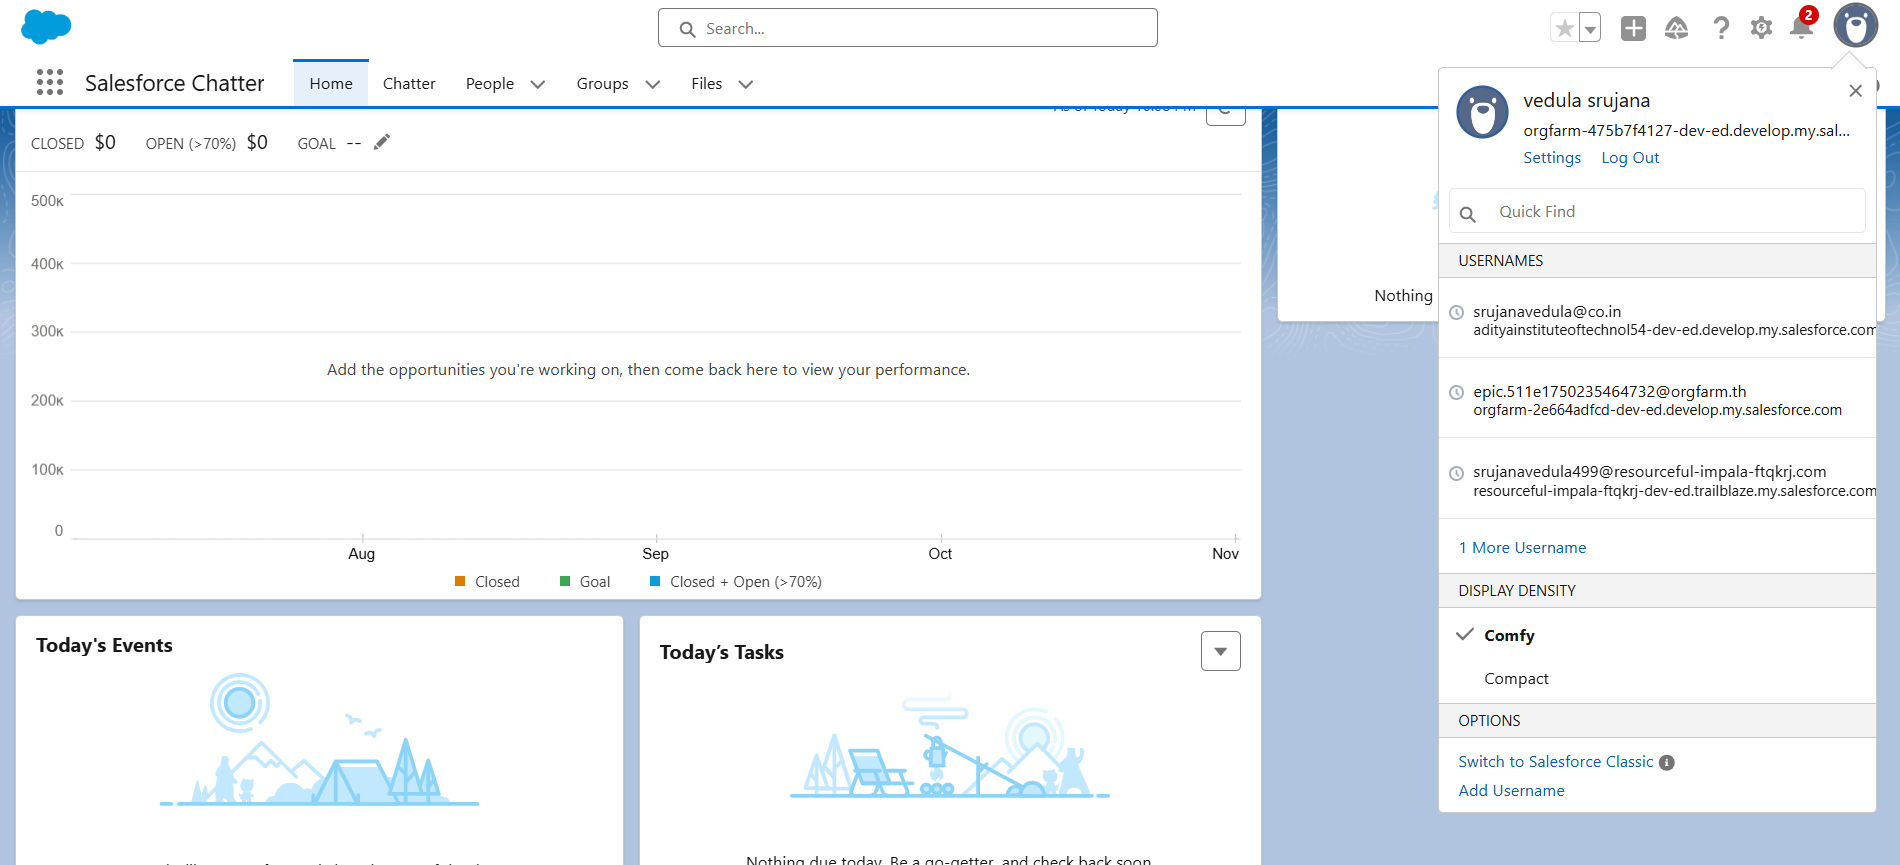 Search...
2
Salesforce Chatter
Home
Chatter
People
Groups
Files
CLOSED $0 OPEN (>70%) $0 GOAL --
500K
400K
300K
200K
100K
0
Add the opportunities you're working on, then come back here to view your performance.
Aug Sep Oct Nov
Closed Goal Closed + Open (>70%)
Today's Events
Today's Tasks
Nothing due today. Be a go-getter, and check back soon.
Nothing
vedula srujana
orgfarm-475b7f4127-dev-ed.develop.my.sal...
Settings Log Out
Quick Find
USERNAMES
srujanavedula@co.in
adityainstituteoftechnol54-dev-ed.develop.my.salesforce.com
epic.511e1750235464732@orgfarm.th
orgfarm-2e664adfcd-dev-ed.develop.my.salesforce.com
srujanavedula499@resourceful-impala-ftqkrj.com
resourceful-impala-ftqkrj-dev-ed.trailblaze.my.salesforce.com
1 More Username
DISPLAY DENSITY
Comfy
Compact
OPTIONS
Switch to Salesforce Classic
Add Username